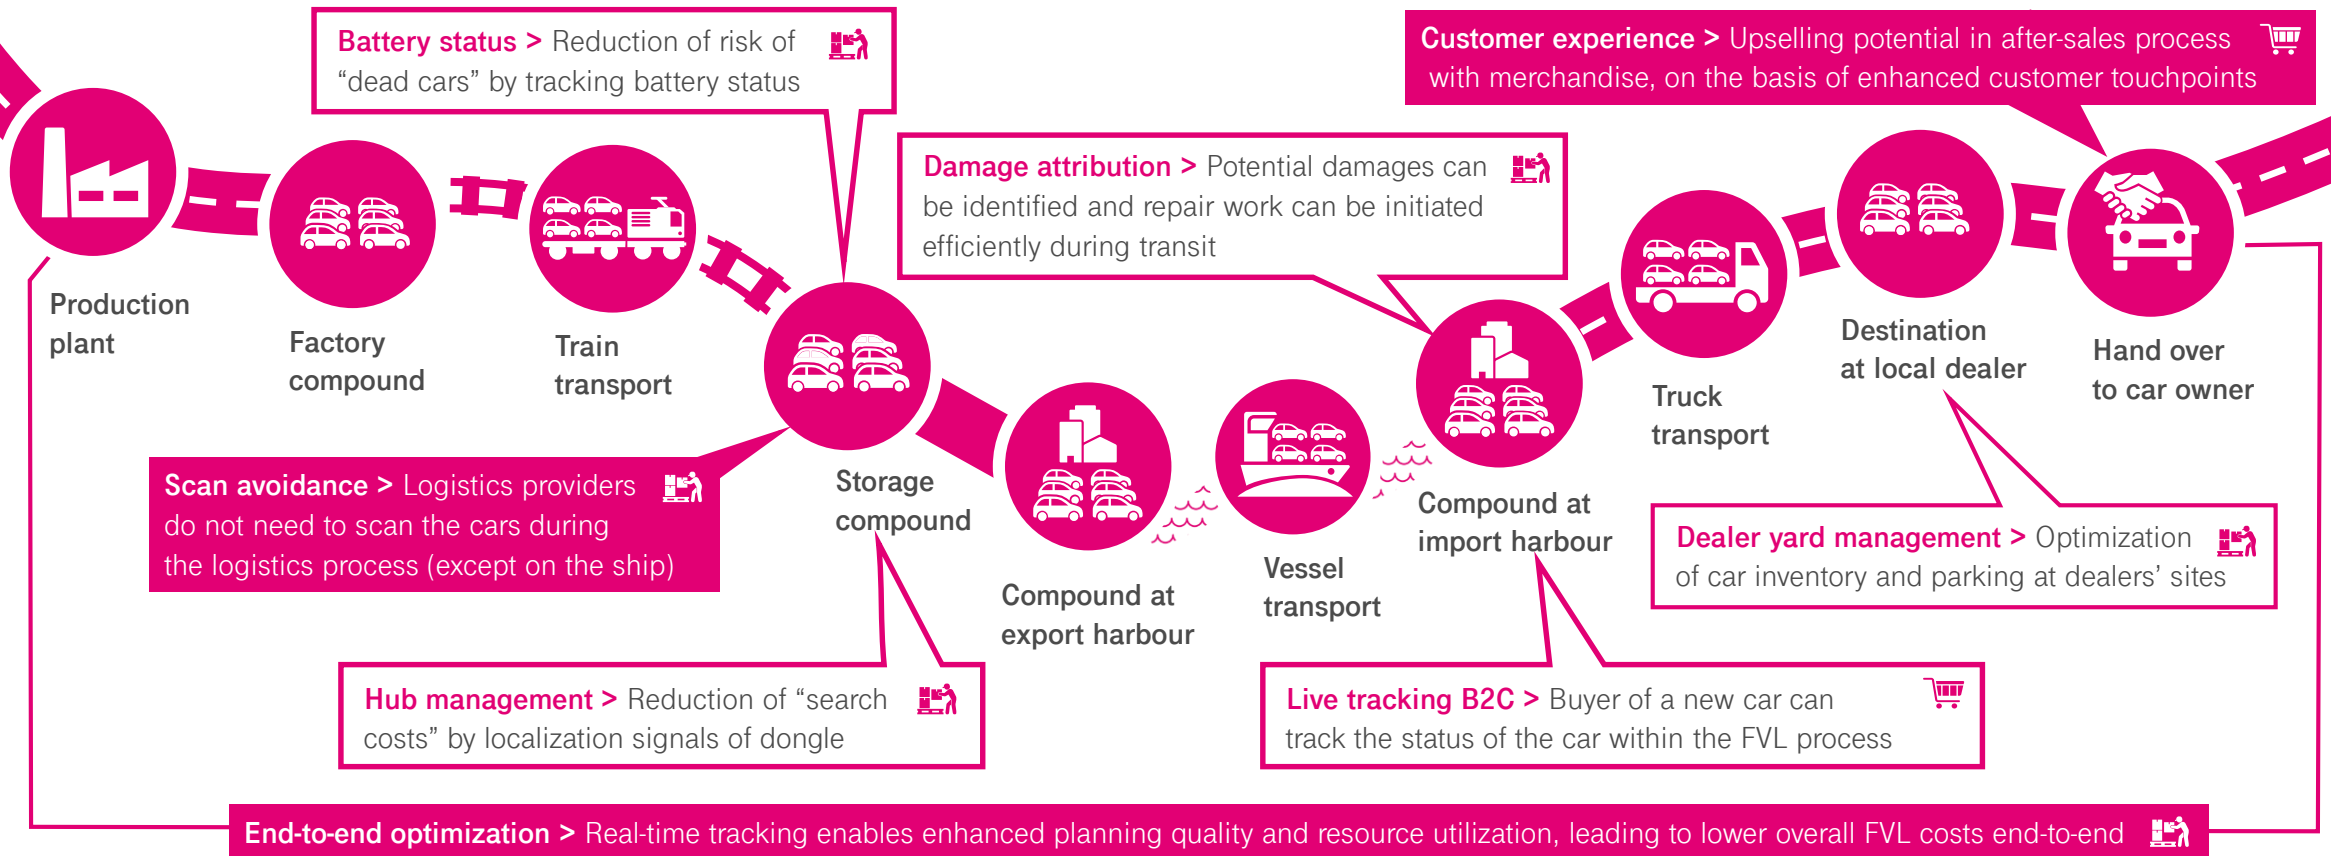 Battery status > Reduction of risk of
“dead cars” by tracking battery status
Customer experience > Upselling potential in after-sales process
with merchandise, on the basis of enhanced customer touchpoints
Damage attribution > Potential damages can
be identified and repair work can be initiated
efficiently during transit
Production
plant
Factory
compound
Train
transport
Storage
compound
Compound at
export harbour
Vessel
transport
Compound at
import harbour
Truck
transport
Destination
at local dealer
Hand over
to car owner
Scan avoidance > Logistics providers
do not need to scan the cars during
the logistics process (except on the ship)
Dealer yard management > Optimization
of car inventory and parking at dealers’ sites
Hub management > Reduction of “search
costs” by localization signals of dongle
Live tracking B2C > Buyer of a new car can
track the status of the car within the FVL process
End-to-end optimization > Real-time tracking enables enhanced planning quality and resource utilization, leading to lower overall FVL costs end-to-end